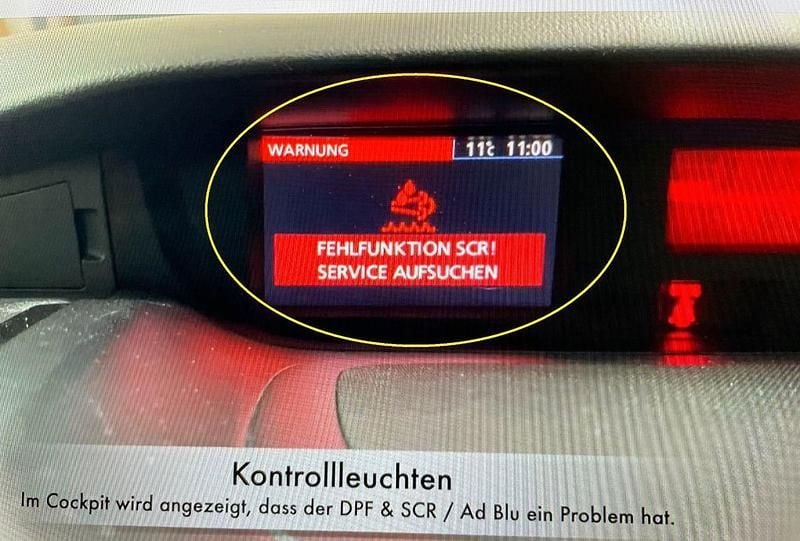 WARNUNG
11°C 11:00
FEHLFUNKTION SCR!
SERVICE AUFSUCHEN
Kontrollleuchten
Im Cockpit wird angezeigt, dass der DPF & SCR / Ad Blu ein Problem hat.